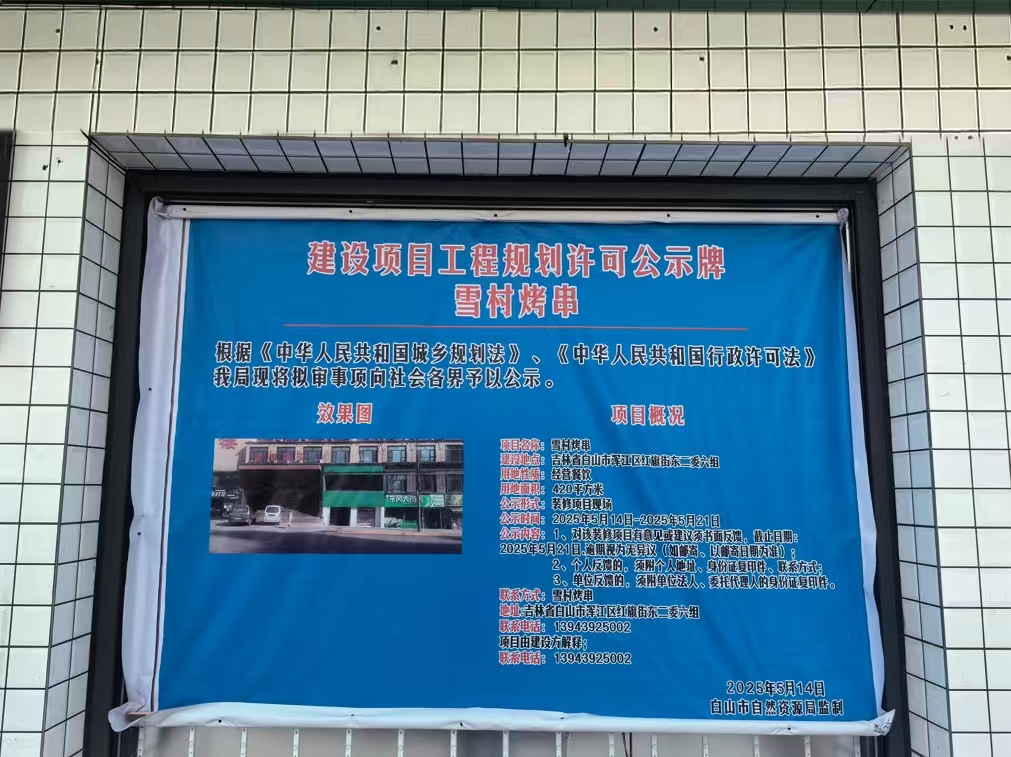 建设项目工程规划许可公示牌
雪村烤串
根据《中华人民共和国城乡规划法》、《中华人民共和国行政许可法》
我局现将拟审事项向社会各界予以公示。
效果图
项目概况
项目名称：雪村烤串
建设地点：吉林省白山市浑江区红旗街东二委六组
用地性质：经营餐饮
用地面积：420平方米
公示形式：装修项目现场
公示时间：2025年5月14日-2025年5月21日
公示内容：1、对该装修项目有意见或建议须书面反馈，截止日期：
2025年5月21日.逾期视为无异议（如邮寄、以邮寄日期为准）；
2、个人反馈的，须附个人地址、身份证复印件、联系方式；
3、单位反馈的，须附单位法人、委托代理人的身份证复印件。
联系方式：雪村烤串
地址:吉林省白山市浑江区红旗街东二委六组
联系电话：13943925002
项目由建设方解释；
联系电话：13943925002
2025年5月14日
白山市自然资源局监制